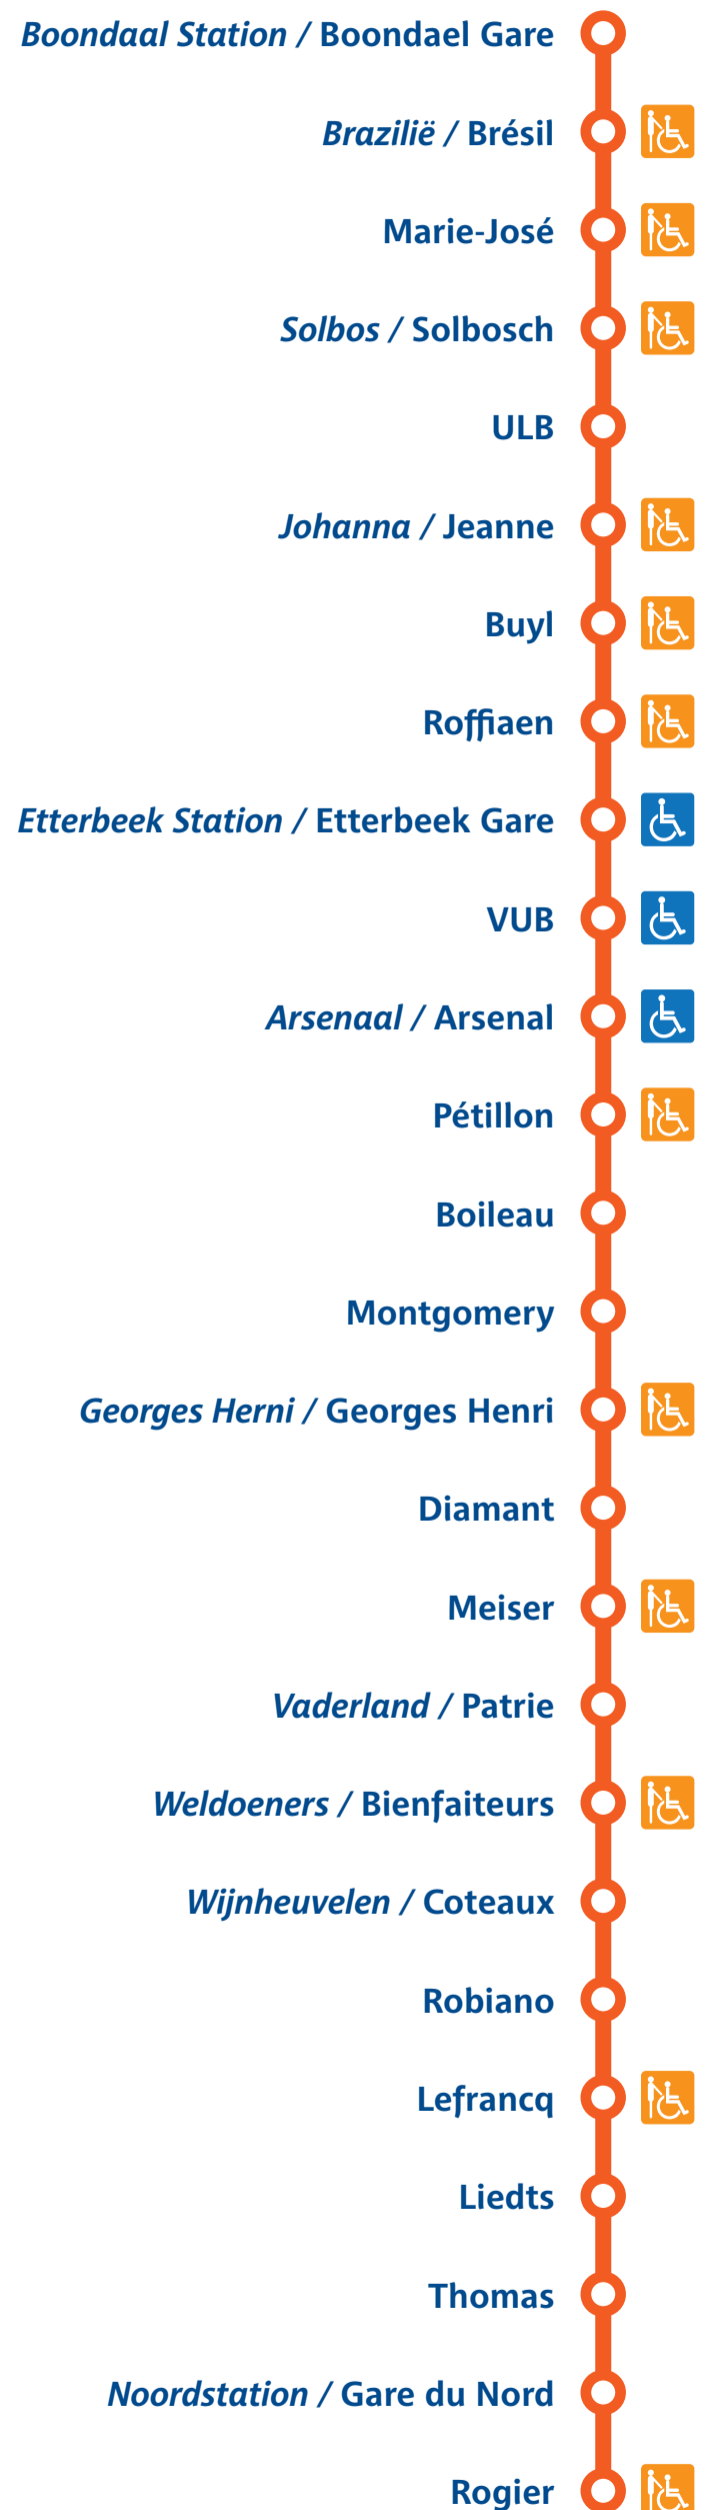 Boondaal Station / Boondael Gare
Brazilië / Brésil
Marie-José
Solbos / Solbosch
ULB
Johanna / Jeanne
Buyl
Roffiaen
Etterbeek Station / Etterbeek Gare
VUB
Arsenaal / Arsenal
Pétillon
Boileau
Montgomery
Georges Herni / Georges Henri
Diamant
Meiser
Vaderland / Patrie
Weldoeners / Bienfaiteurs
Wijnheuvelen / Coteaux
Robiano
Lefrancq
Liedts
Thomas
Noordstation / Gare du Nord
Rogier